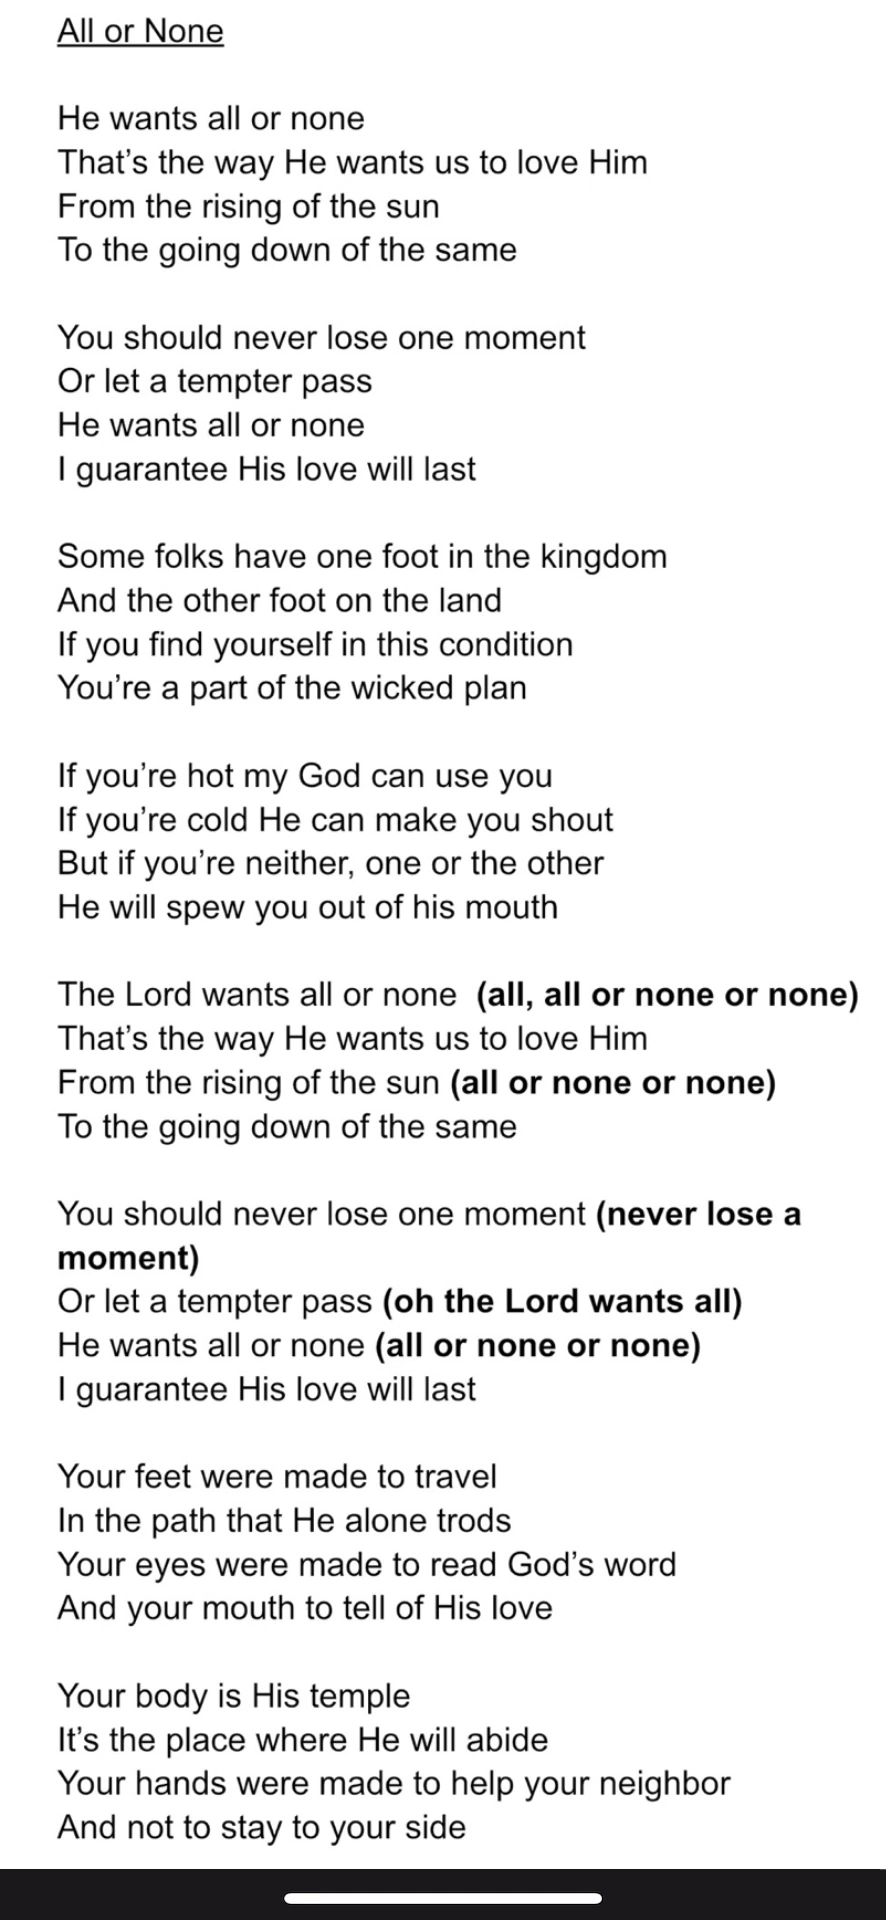 All or None
He wants all or none
That's the way He wants us to love Him
From the rising of the sun
To the going down of the same
You should never lose one moment
Or let a tempter pass
He wants all or none
I guarantee His love will last
Some folks have one foot in the kingdom
And the other foot on the land
If you find yourself in this condition
You're a part of the wicked plan
If you're hot my God can use you
If you're cold He can make you shout
But if you're neither, one or the other
He will spew you out of his mouth
The Lord wants all or none  (all, all or none or none)
That's the way He wants us to love Him
From the rising of the sun (all or none or none)
To the going down of the same
You should never lose one moment (never lose a
moment)
Or let a tempter pass (oh the Lord wants all)
He wants all or none (all or none or none)
I guarantee His love will last
Your feet were made to travel
In the path that He alone trods
Your eyes were made to read God's word
And your mouth to tell of His love
Your body is His temple
It's the place where He will abide
Your hands were made to help your neighbor
And not to stay to your side